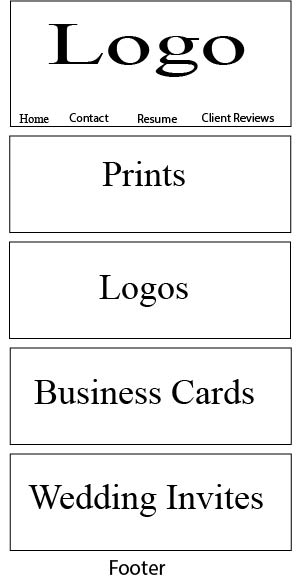 Logo
Home Contact Resume Client Reviews
Prints
Logos
Business Cards
Wedding Invites
Footer